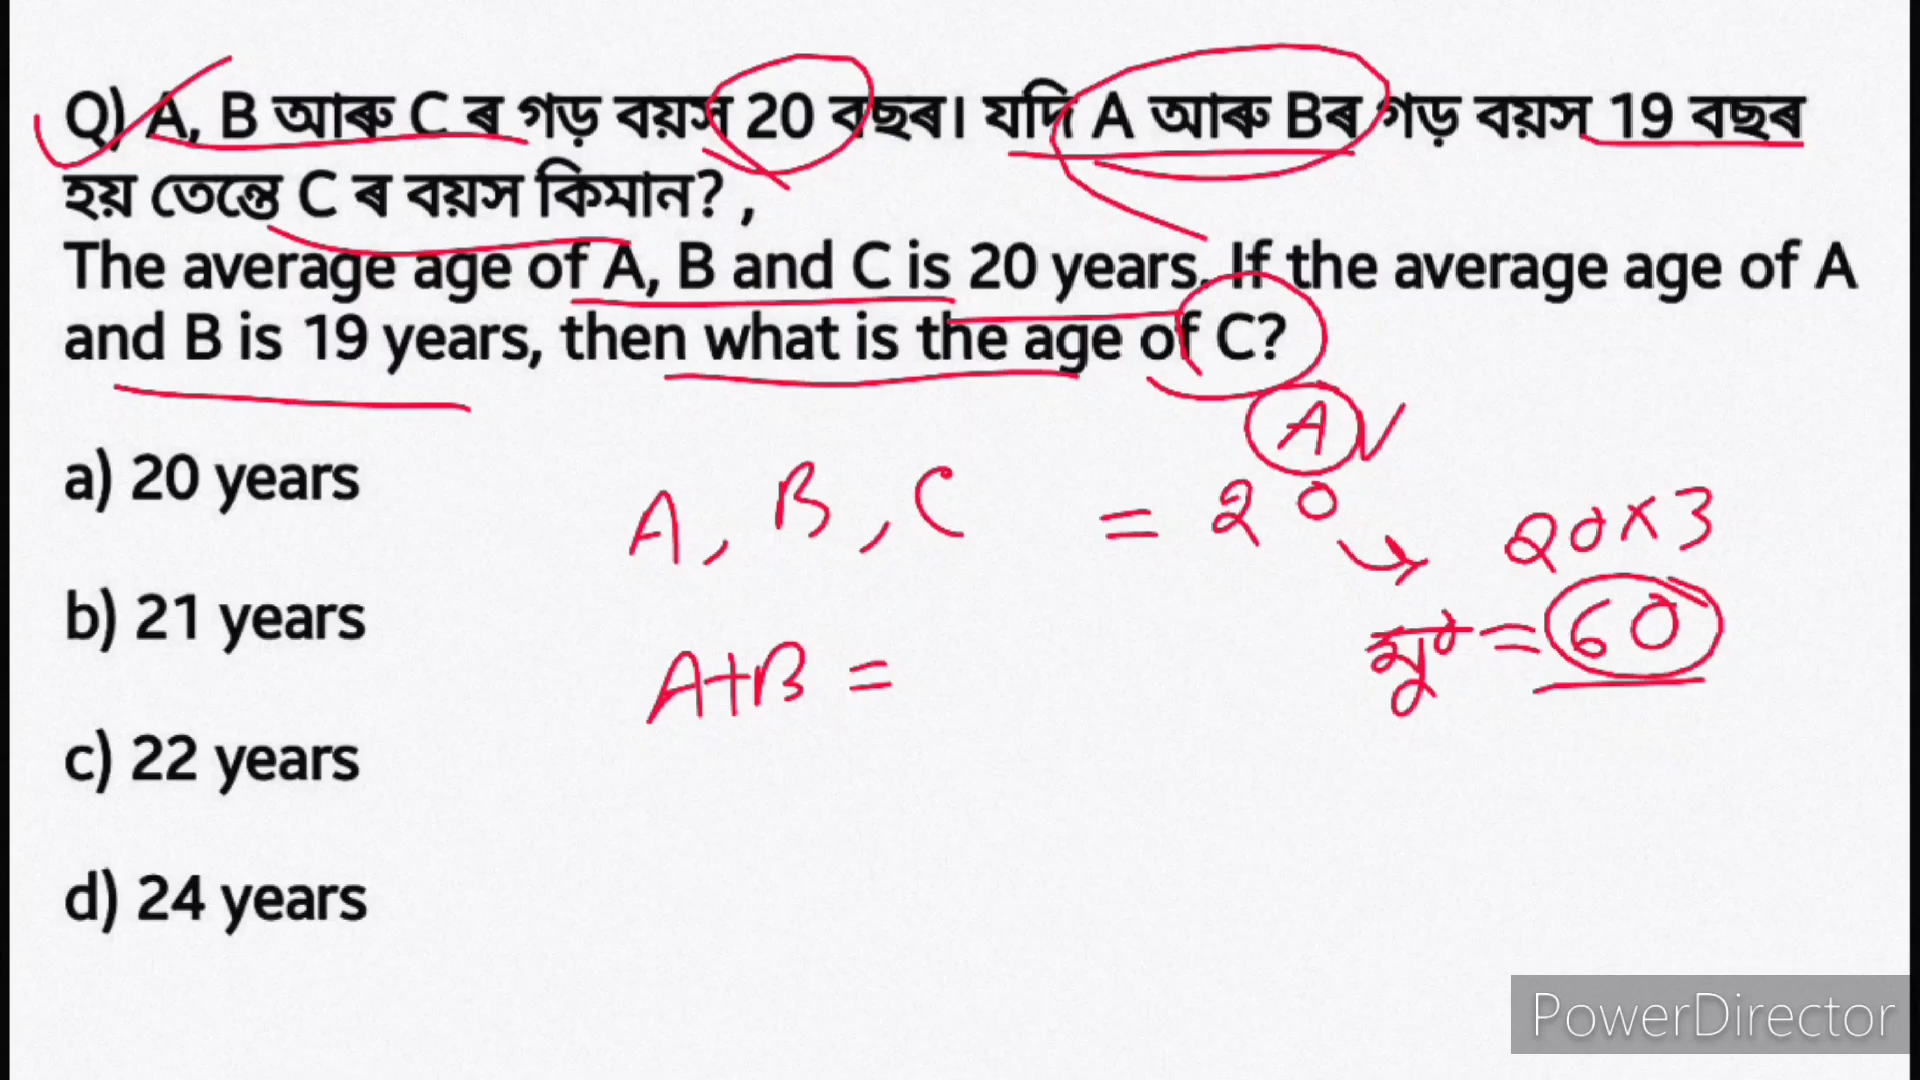 Q) A, B আৰু C ৰ গড় বয়স 20 বছৰ। যদি A আৰু Bৰ গড় বয়স 19 বছৰ
হয় তেন্তে C ৰ বয়স কিমান? ,
The average age of A, B and C is 20 years. If the average age of A
and B is 19 years, then what is the age of C?
AV
a) 20 years
A, B, C = 20
20×3
b) 21 years
= 60
A+B =
c) 22 years
d) 24 years
PowerDirector